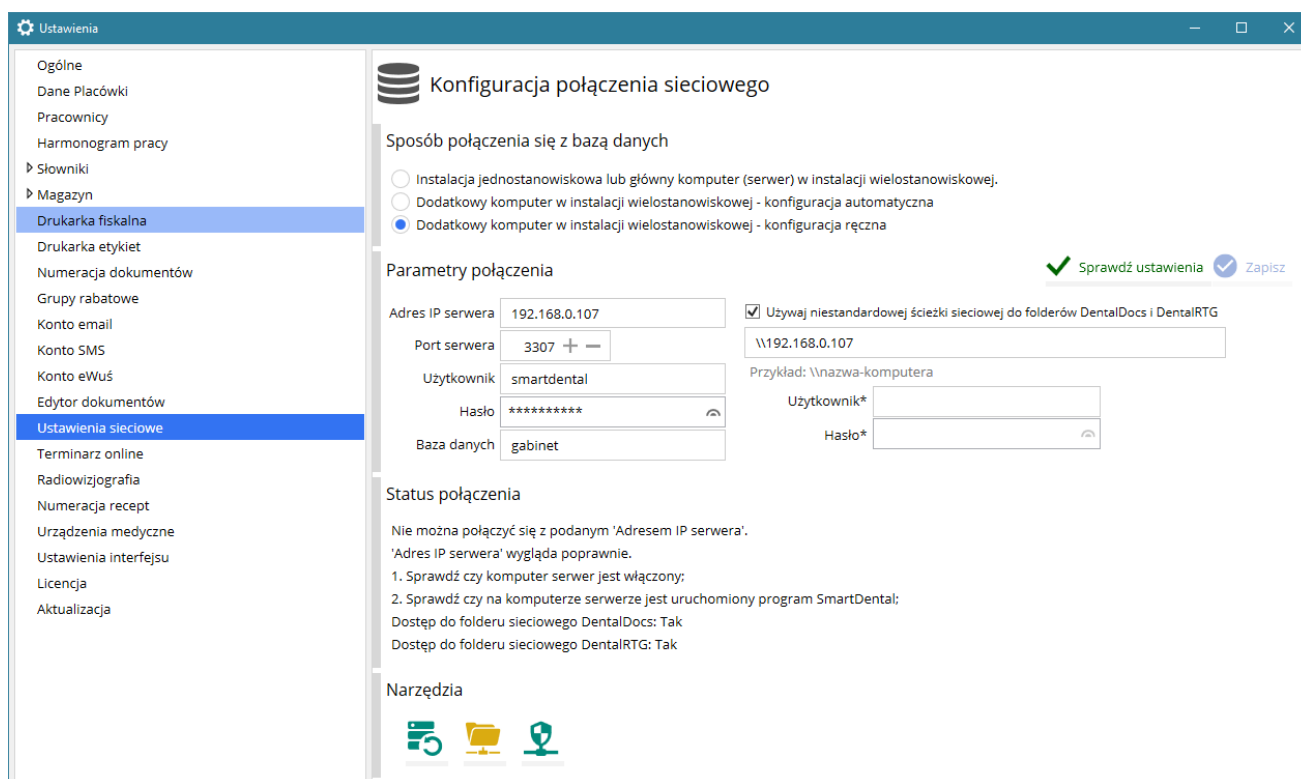 Ustawienia
Ogólne
Dane Placówki
Pracownicy
Harmonogram pracy
Słowniki
Magazyn
Drukarka fiskalna
Drukarka etykiet
Numeracja dokumentów
Grupy rabatowe
Konto email
Konto SMS
Konto eWuś
Edytor dokumentów
Ustawienia sieciowe
Terminarz online
Radiowizjografia
Numeracja recept
Urządzenia medyczne
Ustawienia interfejsu
Licencja
Aktualizacja
Konfiguracja połączenia sieciowego
Sposób połączenia się z bazą danych
Instalacja jednostanowiskowa lub główny komputer (serwer) w instalacji wielostanowiskowej.
Dodatkowy komputer w instalacji wielostanowiskowej - konfiguracja automatyczna
Dodatkowy komputer w instalacji wielostanowiskowej - konfiguracja ręczna
Parametry połączenia
Sprawdź ustawienia Zapisz
Adres IP serwera 192.168.0.107
Port serwera 3307
Użytkownik smartdental
Hasło **********
Baza danych gabinet
Używaj niestandardowej ścieżki sieciowej do folderów DentalDocs i DentalRTG
\\192.168.0.107
Przykład: \\nazwa-komputera
Użytkownik*
Hasło*
Status połączenia
Nie można połączyć się z podanym 'Adresem IP serwera'.
'Adres IP serwera' wygląda poprawnie.
1. Sprawdź czy komputer serwer jest włączony;
2. Sprawdź czy na komputerze serwerze jest uruchomiony program SmartDental;
Dostęp do folderu sieciowego DentalDocs: Tak
Dostęp do folderu sieciowego DentalRTG: Tak
Narzędzia